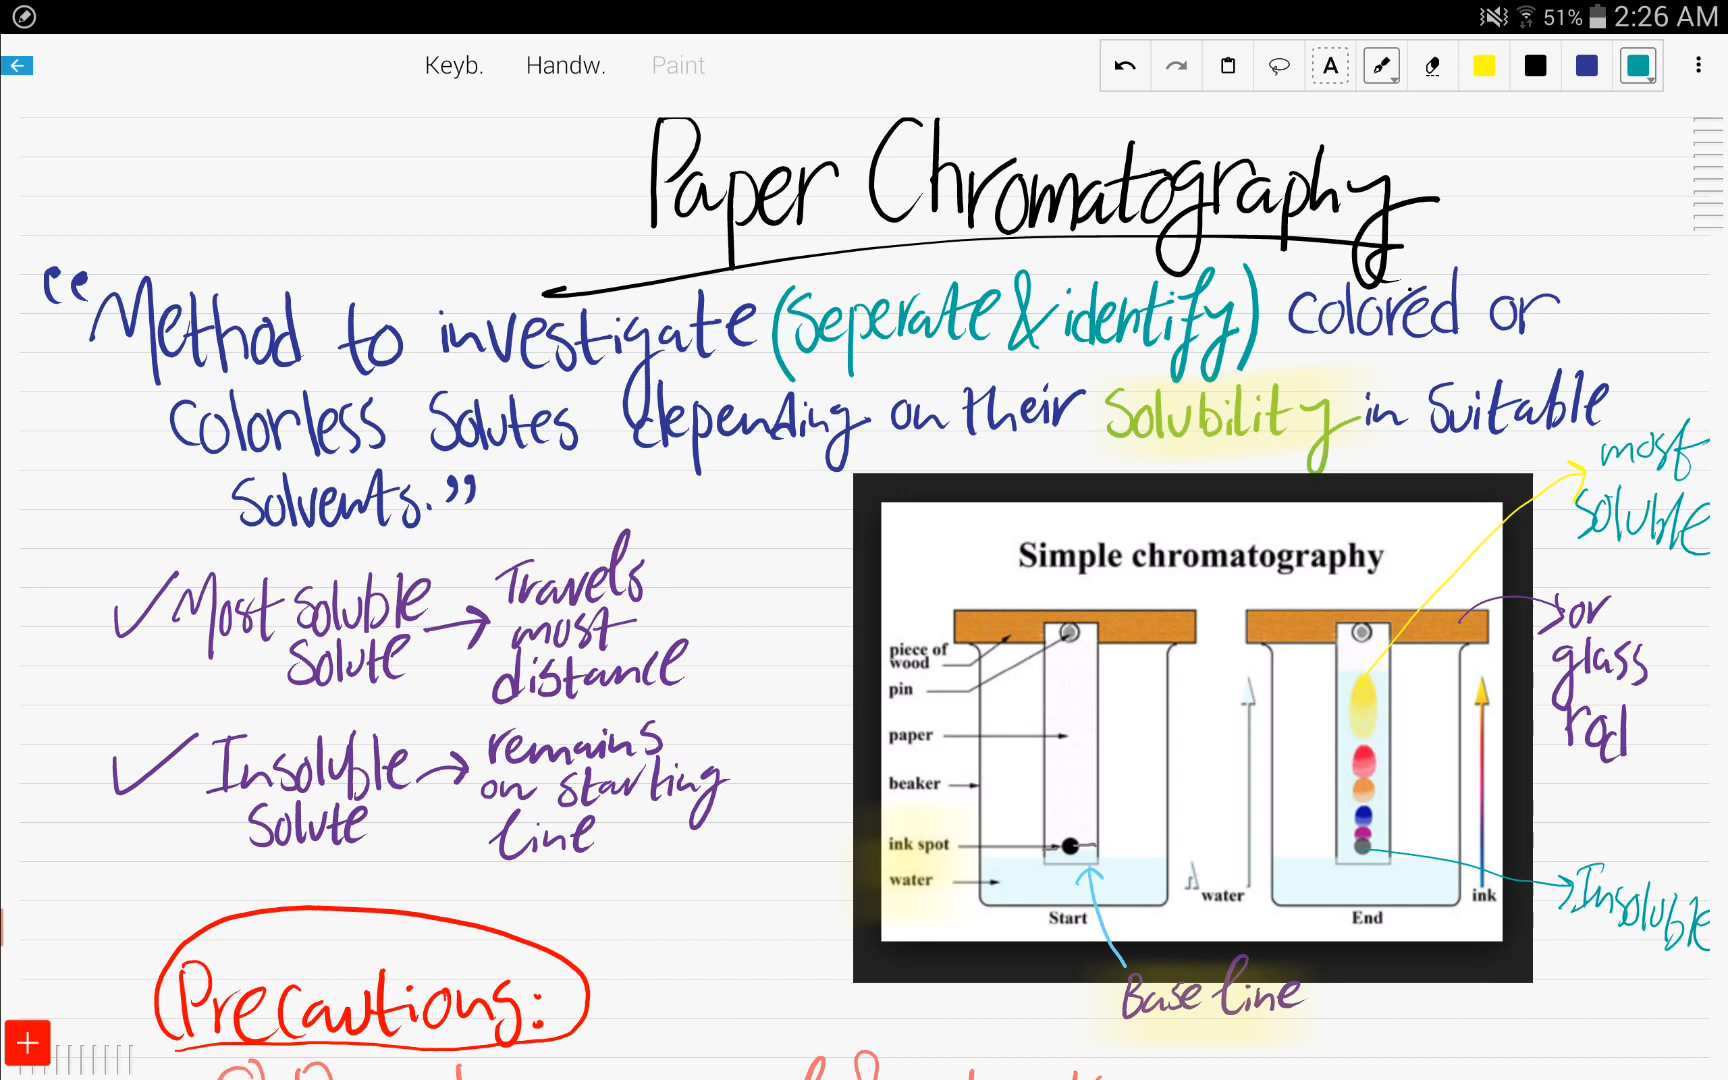 51% 2:26 AM
Keyb. Handw. Paint
A
Paper Chromatography
“Method to investigate (Seperate & identify) colored or
colorless Solutes depending on their Solubility in Suitable
Solvents.”
most
soluble
✓ Most soluble solute → Travels most distance
✓ Insoluble Solute → remains on starting line
Simple chromatography
piece of
wood
pin
paper
beaker
ink spot
water
Start
water
End
ink
or
glass
rod
Insoluble
Base line
Precautions: